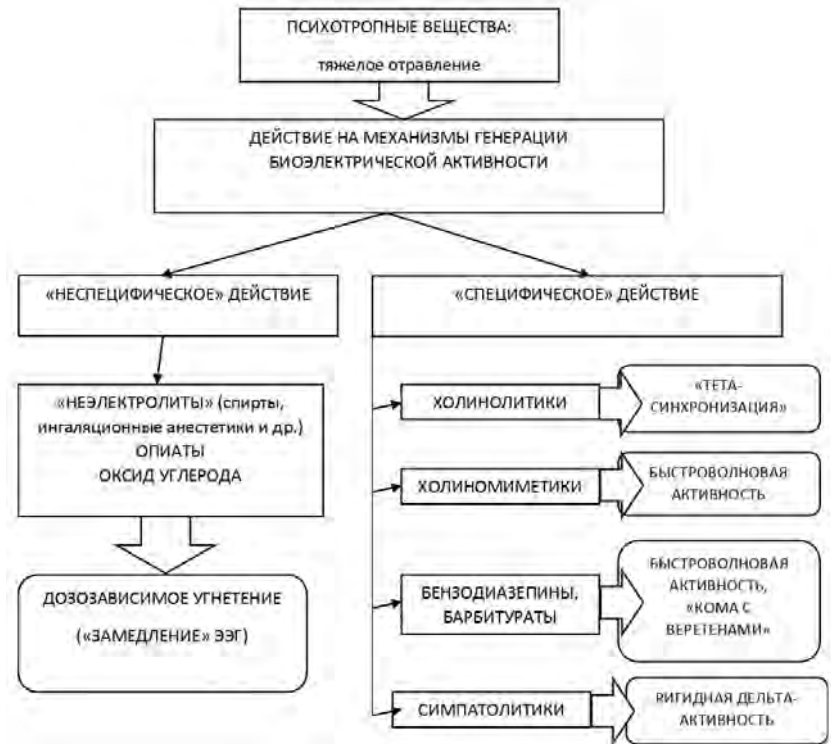 ПСИХОТРОПНЫЕ ВЕЩЕСТВА:
тяжелое отравление
ДЕЙСТВИЕ НА МЕХАНИЗМЫ ГЕНЕРАЦИИ
БИОЭЛЕКТРИЧЕСКОЙ АКТИВНОСТИ
«НЕСПЕЦИФИЧЕСКОЕ» ДЕЙСТВИЕ
«НЕЭЛЕКТРОЛИТЫ» (спирты,
ингаляционные анестетики и др.)
ОПИАТЫ
ОКСИД УГЛЕРОДА
ДОЗОЗАВИСИМОЕ УГНЕТЕНИЕ
(«ЗАМЕДЛЕНИЕ» ЭЭГ)
«СПЕЦИФИЧЕСКОЕ» ДЕЙСТВИЕ
ХОЛИНОЛИТИКИ
«ТЕТА-
СИНХРОНИЗАЦИЯ»
ХОЛИНОМИМЕТИКИ
БЫСТРОВОЛНОВАЯ
АКТИВНОСТЬ
БЕНЗОДИАЗЕПИНЫ,
БАРБИТУРАТЫ
БЫСТРОВОЛНОВАЯ
АКТИВНОСТЬ,
«КОМА С
ВЕРЕТЕНАМИ»
СИМПАТОЛИТИКИ
РИГИДНАЯ ДЕЛЬТА-
АКТИВНОСТЬ